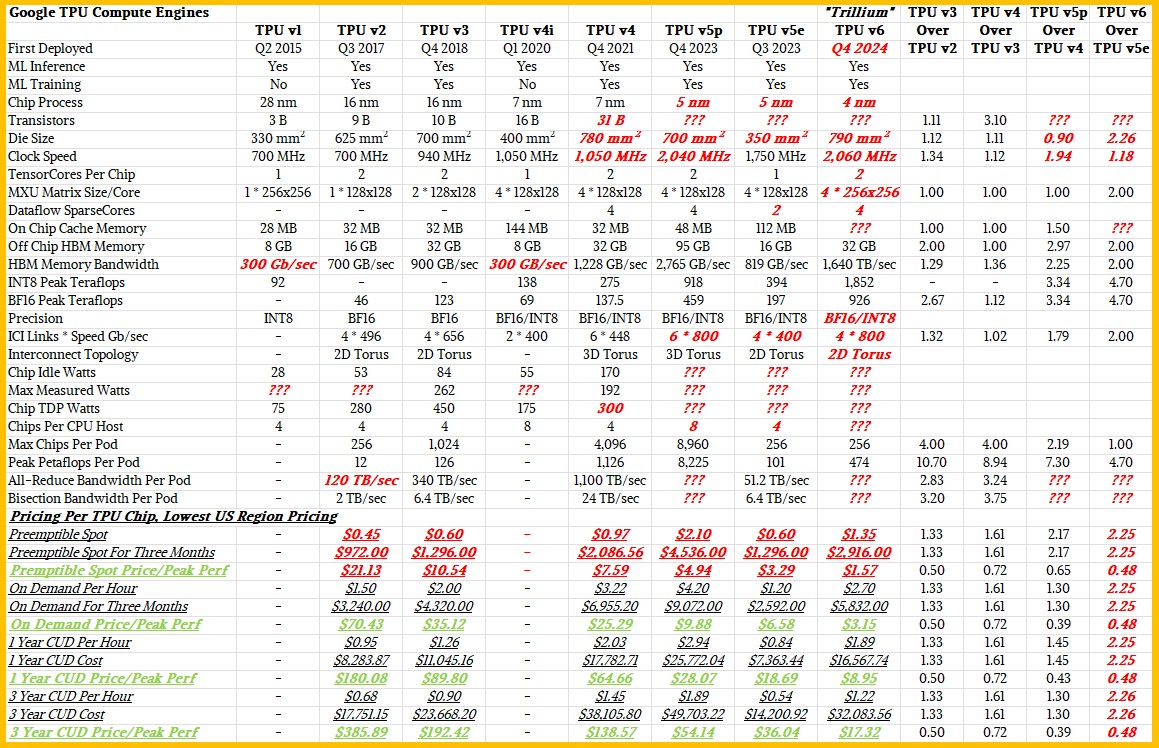 Google TPU Compute Engines "Trillium" TPU v3 TPU v4 TPU v5p TPU v6
TPU v1 TPU v2 TPU v3 TPU v4i TPU v4 TPU v5p TPU v5e TPU v6 Over Over Over Over
First Deployed Q2 2015 Q3 2017 Q4 2018 Q1 2020 Q4 2021 Q4 2023 Q3 2023 Q4 2024 TPU v2 TPU v3 TPU v4 TPU v5e
ML Inference Yes Yes Yes Yes Yes Yes Yes Yes
ML Training No Yes Yes No Yes Yes Yes Yes
Chip Process 28 nm 16 nm 16 nm 7 nm 7 nm 5 nm 5 nm 4 nm
Transistors 3 B 9 B 10 B 16 B 31 B ??? ??? ??? 1.11 3.10 ??? ???
Die Size 330 mm² 625 mm² 700 mm² 400 mm² 780 mm² 700 mm² 350 mm² 790 mm² 1.12 1.11 0.90 2.26
Clock Speed 700 MHz 700 MHz 940 MHz 1,050 MHz 1,050 MHz 2,040 MHz 1,750 MHz 2,060 MHz 1.34 1.12 1.94 1.18
TensorCores Per Chip 1 2 2 1 2 2 1 2
MXU Matrix Size/Core 1 * 256x256 1 * 128x128 2 * 128x128 4 * 128x128 4 * 128x128 4 * 128x128 4 * 128x128 4 * 256x256 1.00 1.00 1.00 2.00
Dataflow SparseCores - - - - 4 4 2 4
On Chip Cache Memory 28 MB 32 MB 32 MB 144 MB 32 MB 48 MB 112 MB ??? 1.00 1.00 1.50 ???
Off Chip HBM Memory 8 GB 16 GB 32 GB 8 GB 32 GB 95 GB 16 GB 32 GB 2.00 1.00 2.97 2.00
HBM Memory Bandwidth 300 Gb/sec 700 GB/sec 900 GB/sec 300 GB/sec 1,228 GB/sec 2,765 GB/sec 819 GB/sec 1,640 TB/sec 1.29 1.36 2.25 2.00
INT8 Peak Teraflops 92 - - 138 275 918 394 1,852 - - 3.34 4.70
BF16 Peak Teraflops - 46 123 69 137.5 459 197 926 2.67 1.12 3.34 4.70
Precision INT8 BF16 BF16 BF16/INT8 BF16/INT8 BF16/INT8 BF16/INT8 BF16/INT8
ICI Links * Speed Gb/sec - 4 * 496 4 * 656 2 * 400 6 * 448 6 * 800 4 * 400 4 * 800 1.32 1.02 1.79 2.00
Interconnect Topology - 2D Torus 2D Torus - 3D Torus 3D Torus 2D Torus 2D Torus
Chip Idle Watts 28 53 84 55 170 ??? ??? ???
Max Measured Watts ??? ??? 262 ??? 192 ??? ??? ???
Chip TDP Watts 75 280 450 175 300 ??? ??? ???
Chips Per CPU Host 4 4 4 8 4 8 4 ???
Max Chips Per Pod - 256 1,024 - 4,096 8,960 256 256 4.00 4.00 2.19 1.00
Peak Petaflops Per Pod - 12 126 - 1,126 8,225 101 474 10.70 8.94 7.30 4.70
All-Reduce Bandwidth Per Pod - 120 TB/sec 340 TB/sec - 1,100 TB/sec ??? 51.2 TB/sec ??? 2.83 3.24 ??? ???
Bisection Bandwidth Per Pod - 2 TB/sec 6.4 TB/sec - 24 TB/sec ??? 6.4 TB/sec ??? 3.20 3.75 ??? ???
Pricing Per TPU Chip, Lowest US Region Pricing
Preemptible Spot - $0.45 $0.60 - $0.97 $2.10 $0.60 $1.35 1.33 1.61 2.17 2.25
Preemptible Spot For Three Months - $972.00 $1,296.00 - $2,086.56 $4,536.00 $1,296.00 $2,916.00 1.33 1.61 2.17 2.25
Premptible Spot Price/Peak Perf - $21.13 $10.54 - $7.59 $4.94 $3.29 $1.57 0.50 0.72 0.65 0.48
On Demand Per Hour - $1.50 $2.00 - $3.22 $4.20 $1.20 $2.70 1.33 1.61 1.30 2.25
On Demand For Three Months - $3,240.00 $4,320.00 - $6,955.20 $9,072.00 $2,592.00 $5,832.00 1.33 1.61 1.30 2.25
On Demand Price/Peak Perf - $70.43 $35.12 - $25.29 $9.88 $6.58 $3.15 0.50 0.72 0.39 0.48
1 Year CUD Per Hour - $0.95 $1.26 - $2.03 $2.94 $0.84 $1.89 1.33 1.61 1.45 2.25
1 Year CUD Cost - $8,283.87 $11,045.16 - $17,782.71 $25,772.04 $7,363.44 $16,567.74 1.33 1.61 1.45 2.25
1 Year CUD Price/Peak Perf - $180.08 $89.80 - $64.66 $28.07 $18.69 $8.95 0.50 0.72 0.43 0.48
3 Year CUD Per Hour - $0.68 $0.90 - $1.45 $1.89 $0.54 $1.22 1.33 1.61 1.30 2.26
3 Year CUD Cost - $17,751.15 $23,668.20 - $38,105.80 $49,703.22 $14,200.92 $32,083.56 1.33 1.61 1.30 2.26
3 Year CUD Price/Peak Perf - $385.89 $192.42 - $138.57 $54.14 $36.04 $17.32 0.50 0.72 0.39 0.48